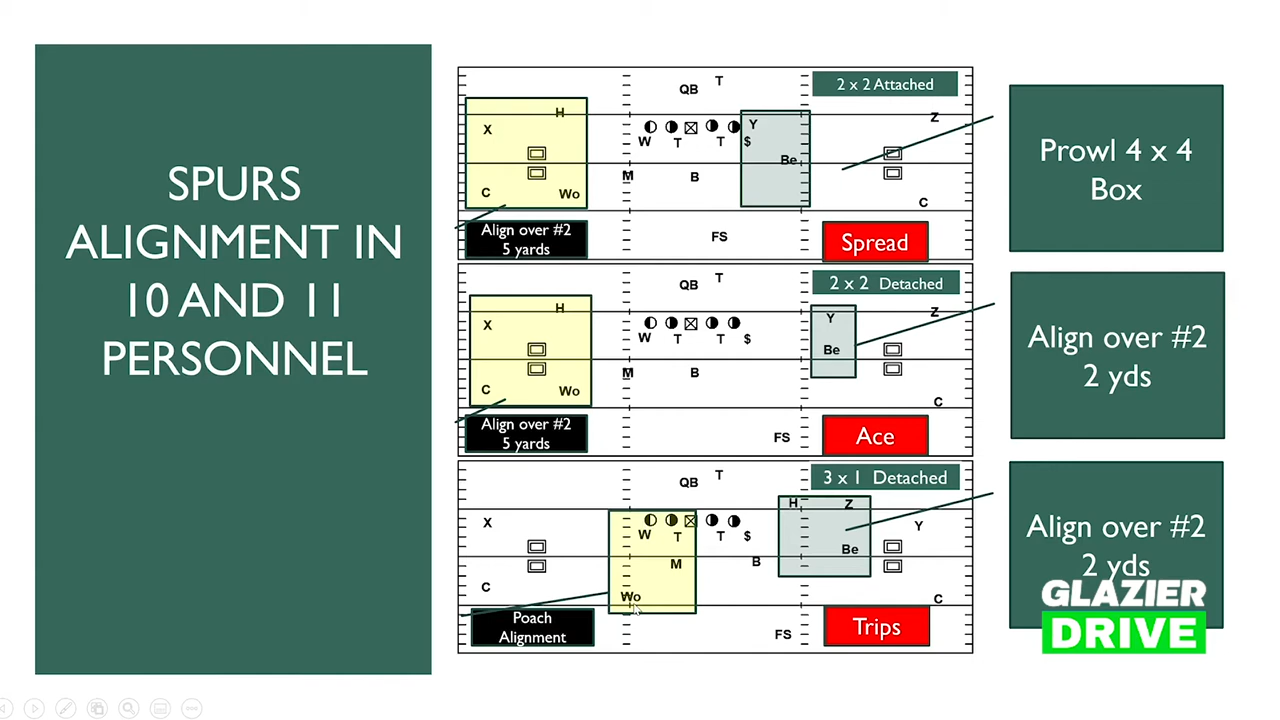 SPURS
ALIGNMENT IN
10 AND 11
PERSONNEL
T
QB
2 x 2 Attached
H
X
Y
Z
W
T
T
$
Be
M
B
C
Wo
C
Align over #2
5 yards
FS
Spread
Prowl 4 x 4
Box
T
QB
2 x 2 Detached
H
X
Y
Z
W
T
T
$
Be
M
B
C
Wo
C
Align over #2
5 yards
FS
Ace
Align over #2
2 yds
T
QB
3 x 1 Detached
H
Z
X
Y
W
T
T
$
Be
M
B
C
Wo
C
Poach
Alignment
FS
Trips
Align over #2
2 yds
GLAZIER
DRIVE